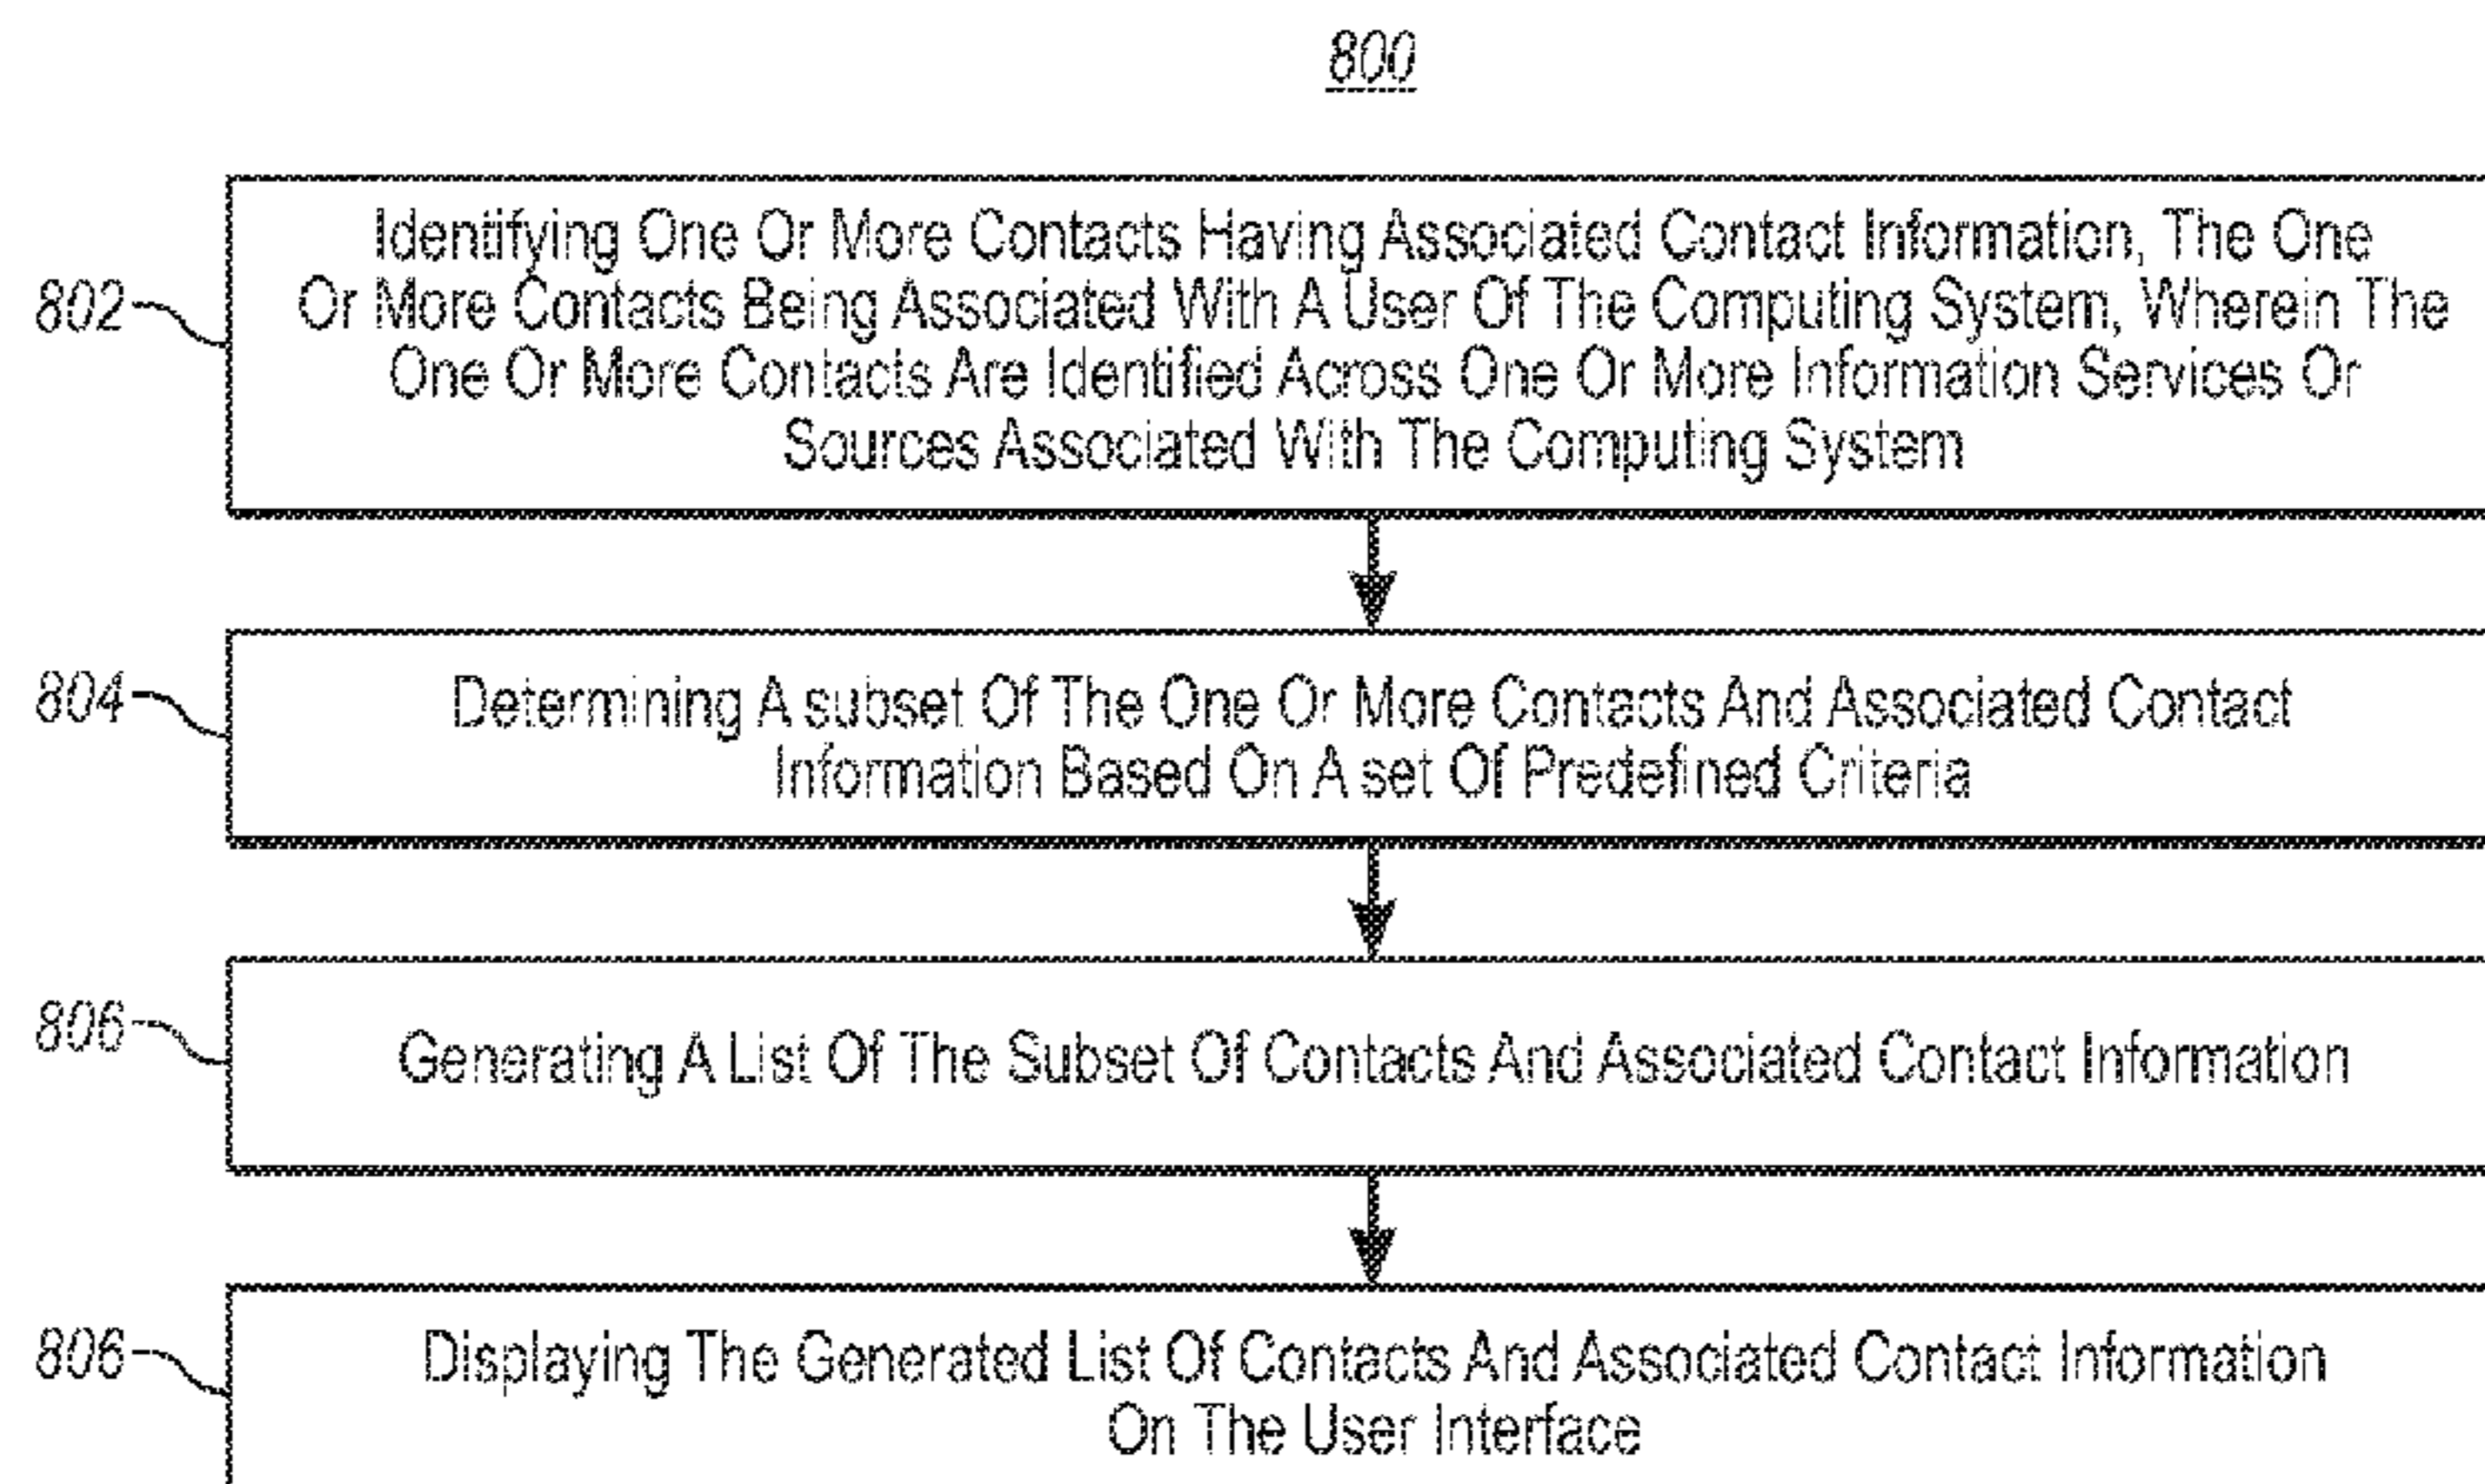 800
802
Identifying One Or More Contacts Having Associated Contact Information, The One
Or More Contacts Being Associated With A User Of The Computing System, Wherein The
One Or More Contacts Are Identified Across One Or More Information Services Or
Sources Associated With The Computing System
804
Determining A subset Of The One Or More Contacts And Associated Contact
Information Based On A set Of Predefined Criteria
806
Generating A List Of The Subset Of Contacts And Associated Contact Information
806
Displaying The Generated List Of Contacts And Associated Contact Information
On The User Interface